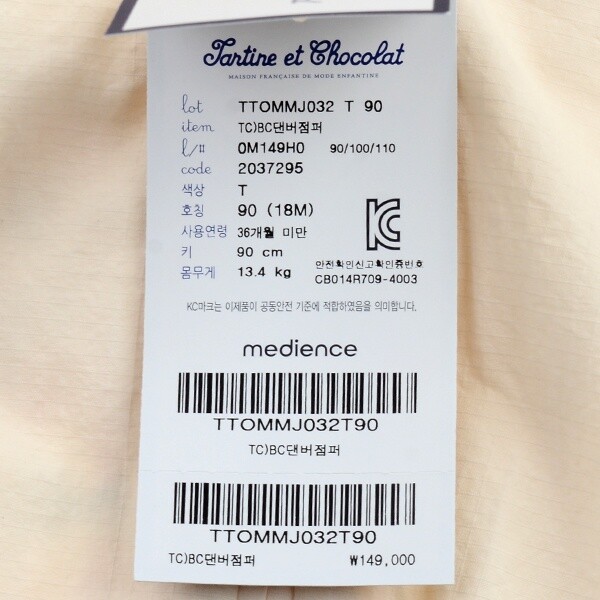 Tartine et Chocolat
MAISON FRANÇAISE DE MODE ENFANTINE
lot TTOMMJ032 T 90
item TC)BC댄버점퍼
l/# 0M149H0 90/100/110
code 2037295
색상 T
호칭 90 (18M)
사용연령 36개월 미만
키 90 cm
몸무게 13.4 kg
안전확인신고확인증번호
CB014R709-4003
KC마크는 이제품이 공통안전 기준에 적합하였음을 의미합니다.
medience
TTOMMJ032T90
TC)BC댄버점퍼
TTOMMJ032T90
TC)BC댄버점퍼 ₩149,000